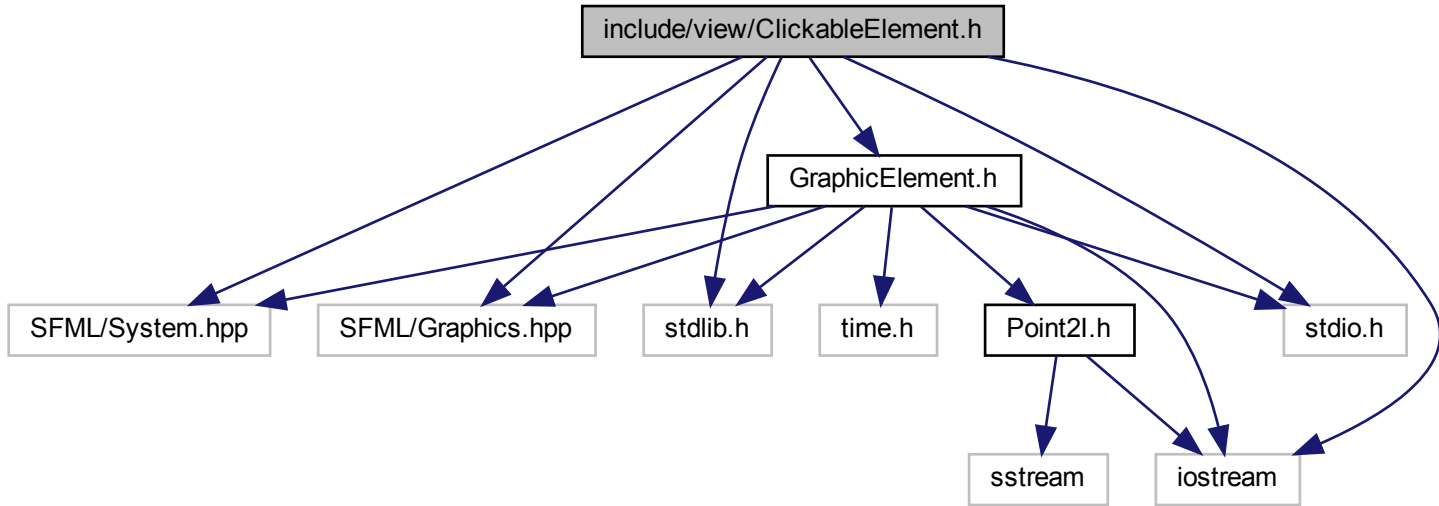 include/view/ClickableElement.h
GraphicElement.h
SFML/System.hpp
SFML/Graphics.hpp
stdlib.h
time.h
Point2I.h
stdio.h
sstream
iostream